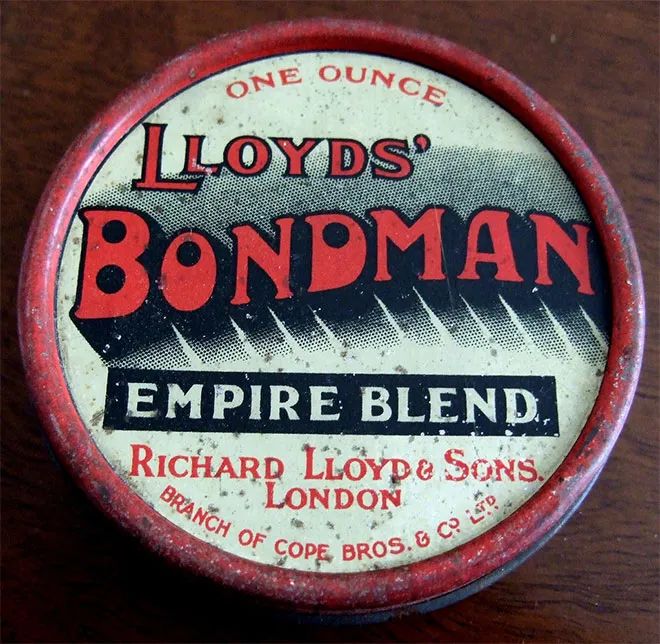 ONE OUNCE
LLOYDS'
BONDMAN
EMPIRE BLEND
RICHARD LLOYD & SONS.
LONDON
BRANCH OF COPE BROS. & CO. LTD